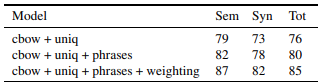 Model Sem Syn Tot
cbow + uniq 79 73 76
cbow + uniq + phrases 82 78 80
cbow + uniq + phrases + weighting 87 82 85